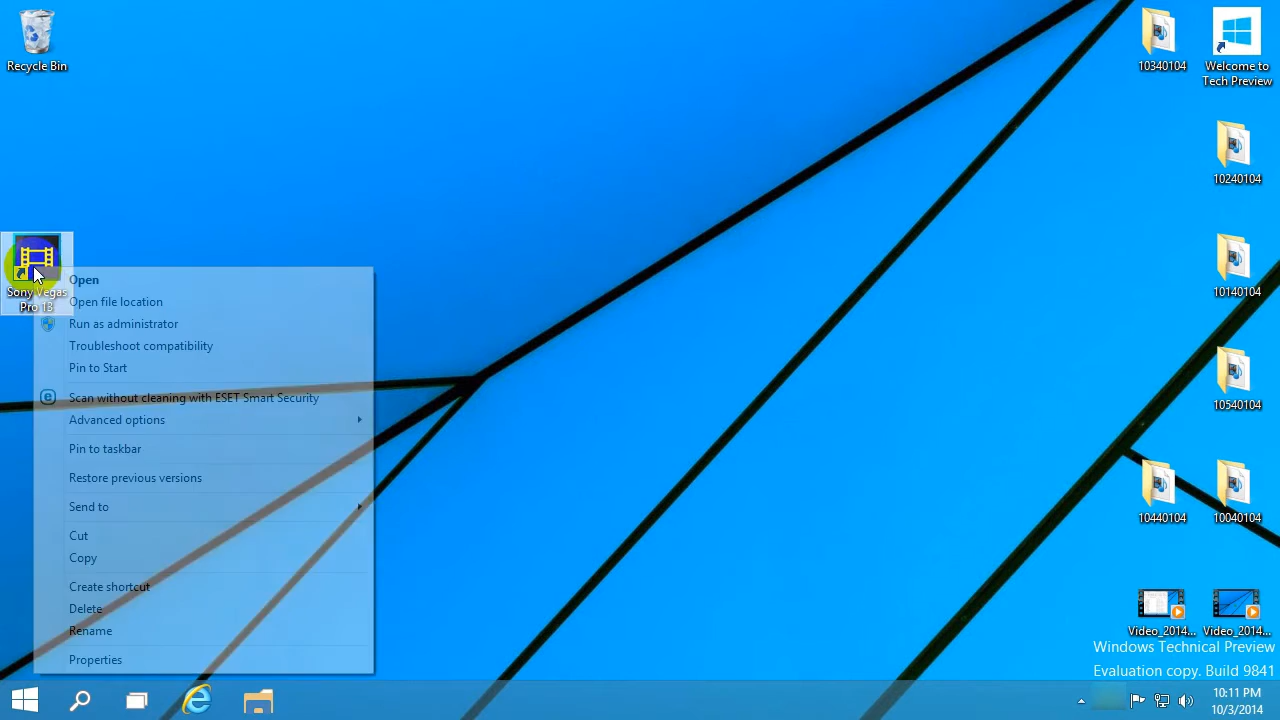 Recycle Bin
10340104
Welcome to
Tech Preview
10240104
Sony Vegas
Pro 13
10140104
Open
Open file location
Run as administrator
Troubleshoot compatibility
Pin to Start
Scan without cleaning with ESET Smart Security
Advanced options
Pin to taskbar
Restore previous versions
Send to
Cut
Copy
Create shortcut
Delete
Rename
Properties
10540104
10440104
10040104
Video_2014...
Video_2014...
Windows Technical Preview
Evaluation copy. Build 9841
10:11 PM
10/3/2014